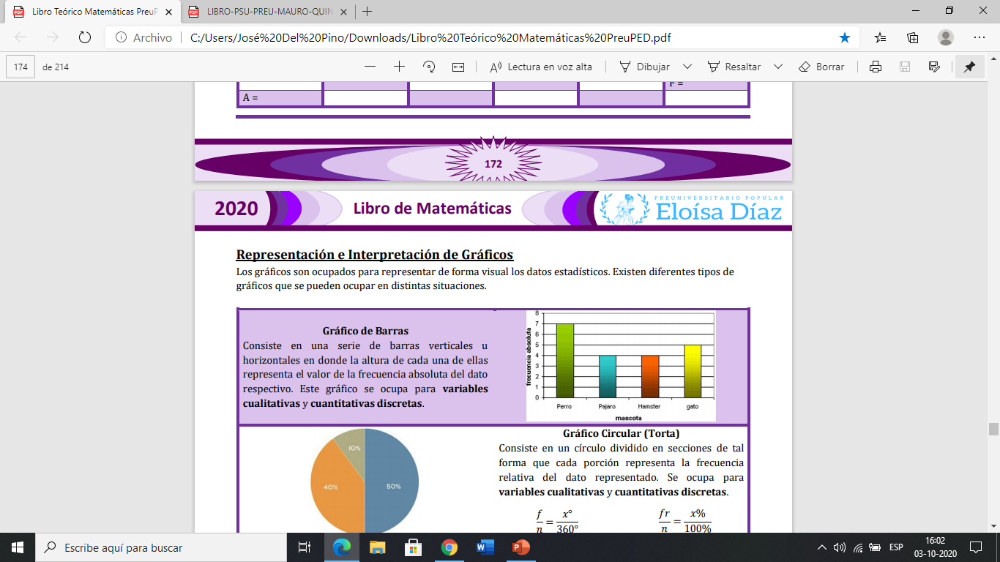 Libro Teórico Matemáticas PreuP
LIBRO-PSU-PREU-MAURO-QUIN
Archivo
C:/Users/José%20Del%20Pino/Downloads/Libro%20Teórico%20Matemáticas%20PreuPED.pdf
174 de 214
Lectura en voz alta
Dibujar
Resaltar
Borrar
F =
A =
172
2020
Libro de Matemáticas
PREUNIVERSITARIO POPULAR
Eloísa Díaz
Representación e Interpretación de Gráficos
Los gráficos son ocupados para representar de forma visual los datos estadísticos. Existen diferentes tipos de
gráficos que se pueden ocupar en distintas situaciones.
Gráfico de Barras
Consiste en una serie de barras verticales u
horizontales en donde la altura de cada una de ellas
representa el valor de la frecuencia absoluta del dato
respectivo. Este gráfico se ocupa para variables
cualitativas y cuantitativas discretas.
frecuencia absoluta
8
7
6
5
4
3
2
1
0
Perro Pajaro Hamster gato
mascota
10%
40%
50%
Gráfico Circular (Torta)
Consiste en un círculo dividido en secciones de tal
forma que cada porción representa la frecuencia
relativa del dato representado. Se ocupa para
variables cualitativas y cuantitativas discretas.
f/n = x°/360°
fr/n = x%/100%
Escribe aquí para buscar
ESP
16:02
03-10-2020